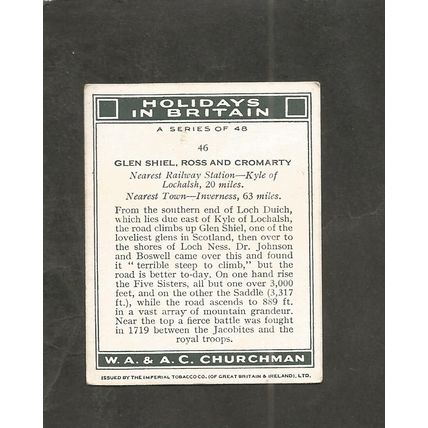 HOLIDAYS
IN BRITAIN
A SERIES OF 48
46
GLEN SHIEL, ROSS AND CROMARTY
Nearest Railway Station—Kyle of
Lochalsh, 20 miles.
Nearest Town—Inverness, 63 miles.
From the southern end of Loch Duich,
which lies due east of Kyle of Lochalsh,
the road climbs up Glen Shiel, one of the
loveliest glens in Scotland, then over to
the shores of Loch Ness. Dr. Johnson
and Boswell came over this and found
it " terrible steep to climb," but the
road is better to-day. On one hand rise
the Five Sisters, all but one over 3,000
feet, and on the other the Saddle (3,317
ft.), while the road ascends to 889 ft.
in a vast array of mountain grandeur.
Near the top a fierce battle was fought
in 1719 between the Jacobites and the
royal troops.
W. A. & A. C. CHURCHMAN
ISSUED BY THE IMPERIAL TOBACCO CO. (OF GREAT BRITAIN & IRELAND), LTD.